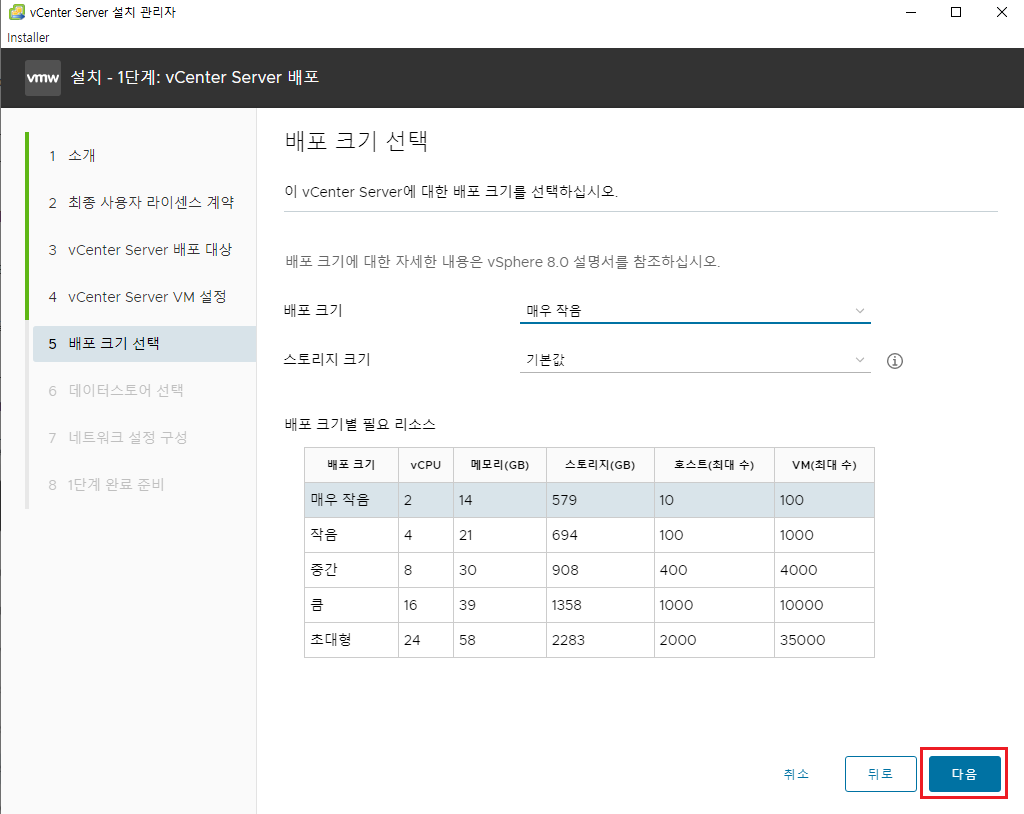 vCenter Server 설치 관리자
Installer
vmw 설치 - 1단계: vCenter Server 배포
1 소개
2 최종 사용자 라이센스 계약
3 vCenter Server 배포 대상
4 vCenter Server VM 설정
5 배포 크기 선택
6 데이터스토어 선택
7 네트워크 설정 구성
8 1단계 완료 준비
배포 크기 선택
이 vCenter Server에 대한 배포 크기를 선택하십시오.
배포 크기에 대한 자세한 내용은 vSphere 8.0 설명서를 참조하십시오.
배포 크기 매우 작음
스토리지 크기 기본값
배포 크기별 필요 리소스
배포 크기 vCPU 메모리(GB) 스토리지(GB) 호스트(최대 수) VM(최대 수)
매우 작음 2 14 579 10 100
작음 4 21 694 100 1000
중간 8 30 908 400 4000
큼 16 39 1358 1000 10000
초대형 24 58 2283 2000 35000
취소 뒤로 다음